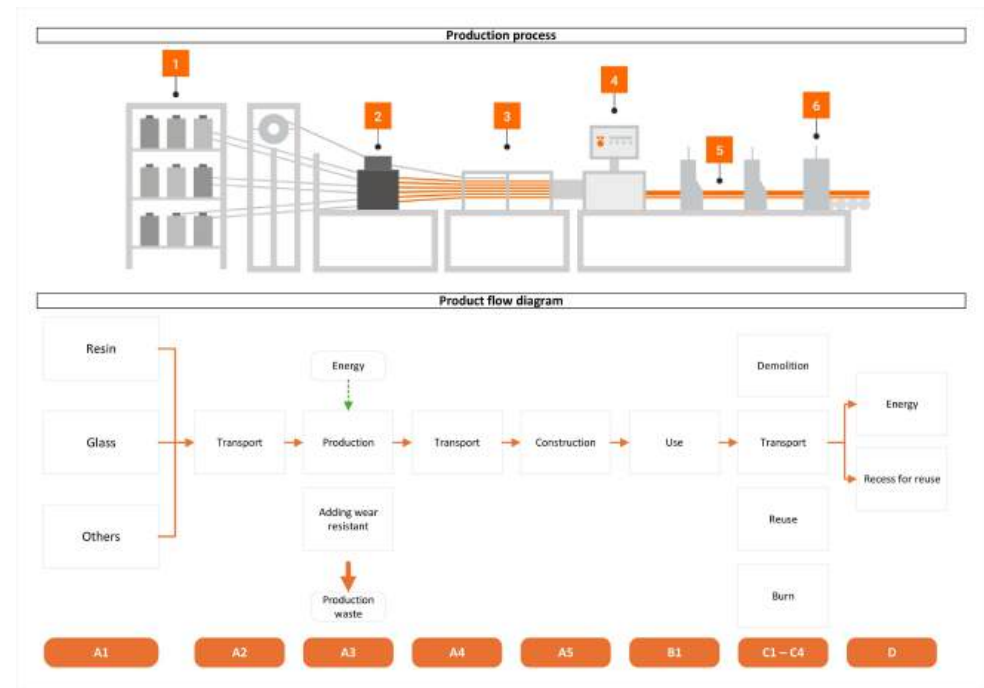 Production process
1
2
3
4
5
6
Product flow diagram
Resin
Glass
Others
Transport
Energy
Production
Adding wear
resistant
Production
waste
Transport
Construction
Use
Demolition
Transport
Reuse
Burn
Energy
Recess for reuse
A1
A2
A3
A4
A5
B1
C1 – C4
D